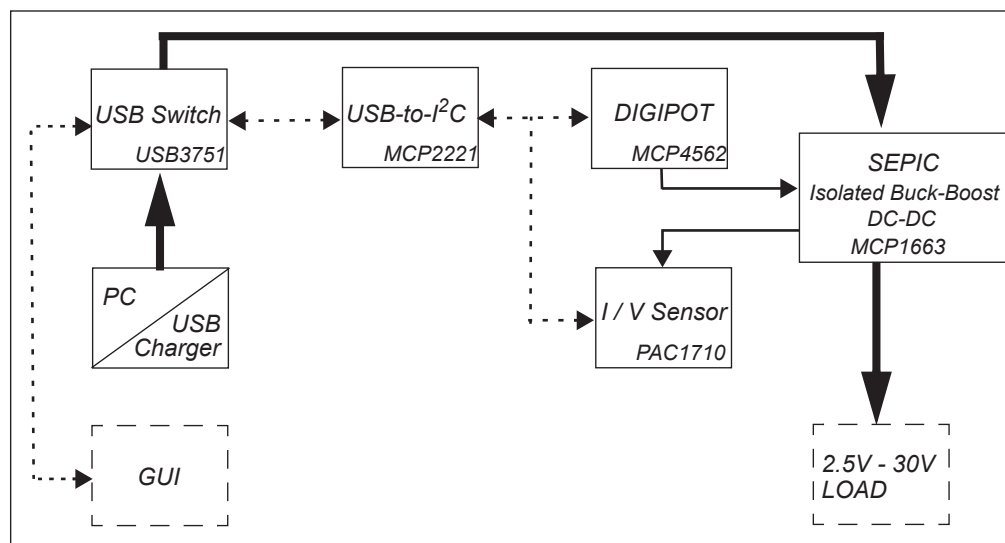 USB Switch
USB3751
USB-to-I²C
MCP2221
DIGIPOT
MCP4562
SEPIC
Isolated Buck-Boost
DC-DC
MCP1663
PC
USB
Charger
I / V Sensor
PAC1710
GUI
2.5V - 30V
LOAD